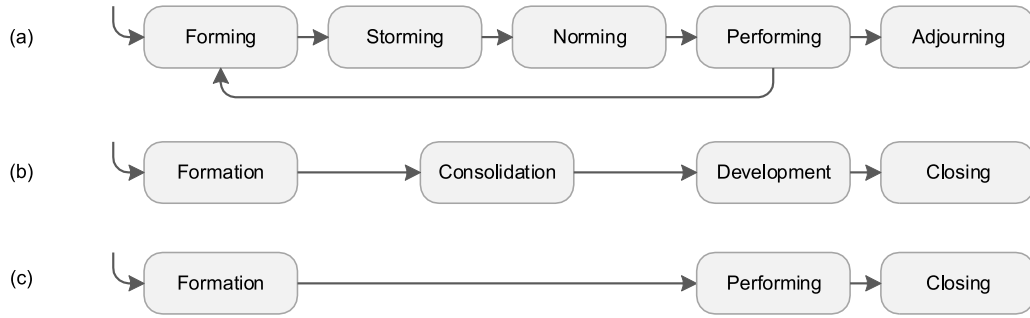 (a) Forming Storming Norming Performing Adjourning
(b) Formation Consolidation Development Closing
(c) Formation Performing Closing